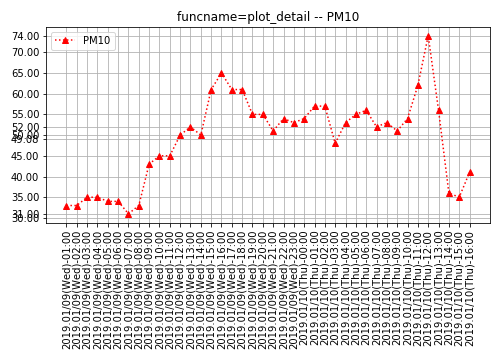 funcname=plot_detail -- PM10
PM10
74.00
70.00
65.00
60.00
55.00
52.00
50.00
49.08
45.00
40.00
35.00
31.00
30.00
2019.01/09(Wed)-01:00
2019.01/09(Wed)-02:00
2019.01/09(Wed)-03:00
2019.01/09(Wed)-04:00
2019.01/09(Wed)-05:00
2019.01/09(Wed)-06:00
2019.01/09(Wed)-07:00
2019.01/09(Wed)-08:00
2019.01/09(Wed)-09:00
2019.01/09(Wed)-10:00
2019.01/09(Wed)-11:00
2019.01/09(Wed)-12:00
2019.01/09(Wed)-13:00
2019.01/09(Wed)-14:00
2019.01/09(Wed)-15:00
2019.01/09(Wed)-16:00
2019.01/09(Wed)-17:00
2019.01/09(Wed)-18:00
2019.01/09(Wed)-19:00
2019.01/09(Wed)-20:00
2019.01/09(Wed)-21:00
2019.01/09(Wed)-22:00
2019.01/09(Wed)-23:00
2019.01/10(Thu)-00:00
2019.01/10(Thu)-01:00
2019.01/10(Thu)-02:00
2019.01/10(Thu)-03:00
2019.01/10(Thu)-04:00
2019.01/10(Thu)-05:00
2019.01/10(Thu)-06:00
2019.01/10(Thu)-07:00
2019.01/10(Thu)-08:00
2019.01/10(Thu)-09:00
2019.01/10(Thu)-10:00
2019.01/10(Thu)-11:00
2019.01/10(Thu)-12:00
2019.01/10(Thu)-13:00
2019.01/10(Thu)-14:00
2019.01/10(Thu)-15:00
2019.01/10(Thu)-16:00